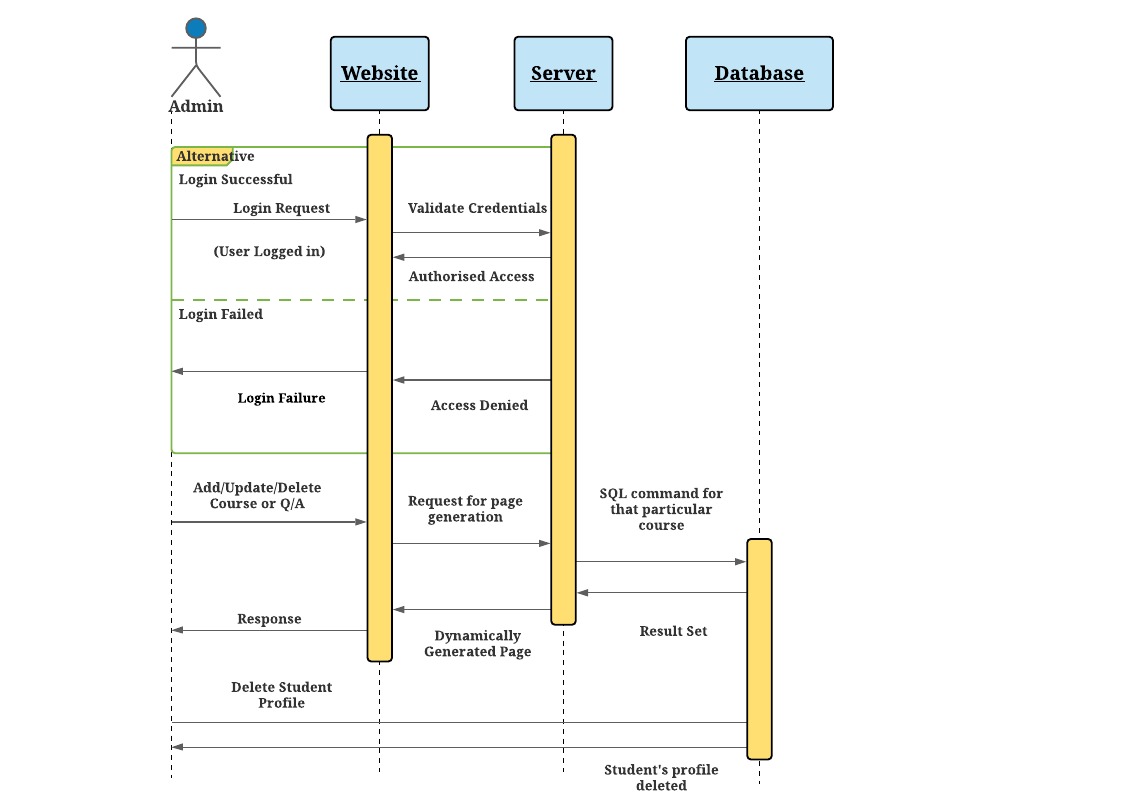 Admin
Website
Server
Database
Alternative
Login Successful
Login Request
Validate Credentials
(User Logged in)
Authorised Access
Login Failed
Login Failure
Access Denied
Add/Update/Delete
Course or Q/A
Request for page
generation
SQL command for
that particular
course
Response
Dynamically
Generated Page
Result Set
Delete Student
Profile
Student's profile
deleted